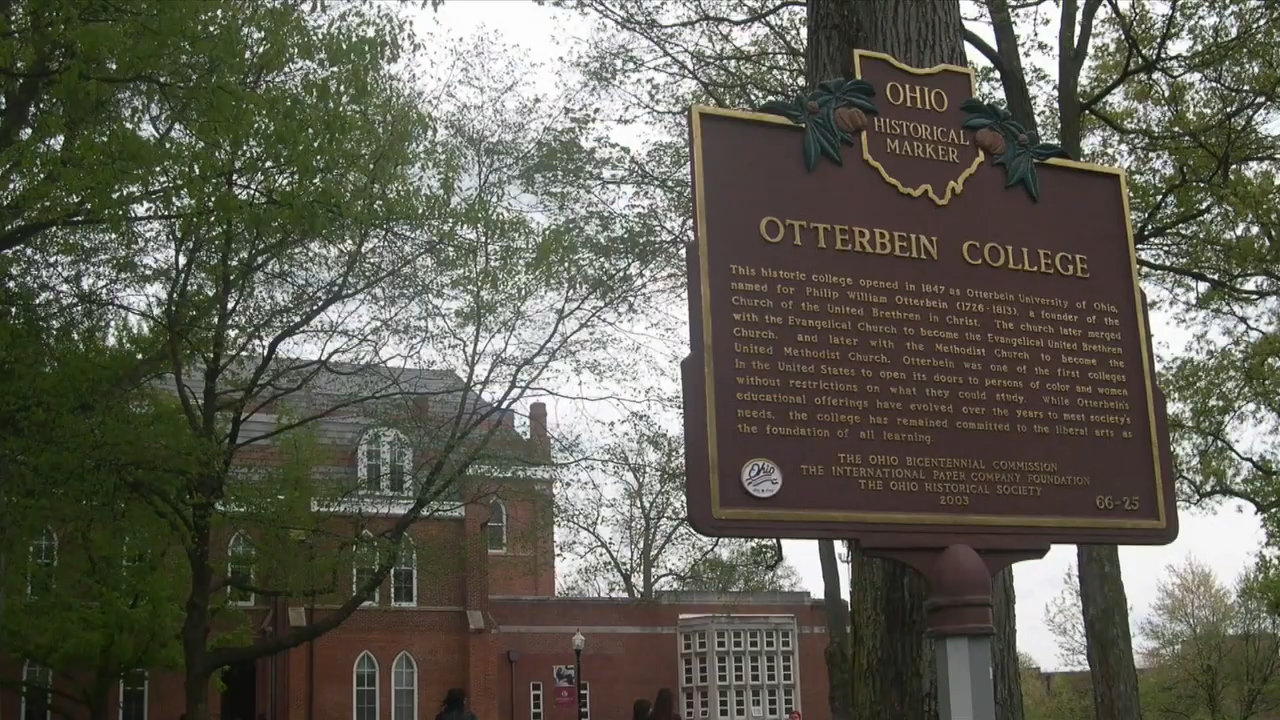 OHIO
HISTORICAL
MARKER
OTTERBEIN COLLEGE
This historic college opened in 1847 as Otterbein University of Ohio,
named for Philip William Otterbein (1726-1813), a founder of the
Church of the United Brethren in Christ. The church later merged
with the Evangelical Church to become the Evangelical United Brethren
Church, and later with the Methodist Church to become the
United Methodist Church. Otterbein was one of the first colleges
in the United States to open its doors to persons of color and women
without restrictions on what they could study. While Otterbein's
educational offerings have evolved over the years to meet society's
needs, the college has remained committed to the liberal arts as
the foundation of all learning.
THE OHIO BICENTENNIAL COMMISSION
THE INTERNATIONAL PAPER COMPANY FOUNDATION
THE OHIO HISTORICAL SOCIETY
2003
66-25
Ohio